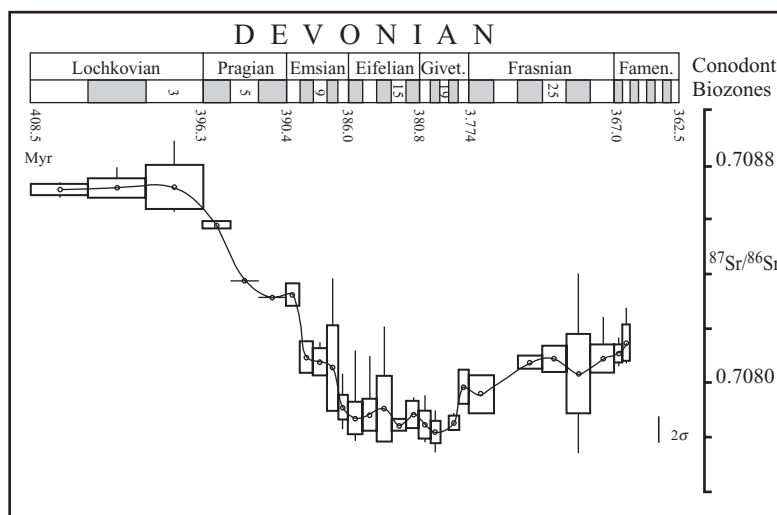 DEVONIAN
Lochkovian Pragian Emsian Eifelian Givet. Frasnian Famen. Conodont
3 5 9 15 19 25 Biozones
408.5 396.3 390.4 386.0 380.8 3.774 367.0 362.5
Myr
0.7088
87Sr/86Sr
0.7080
2σ